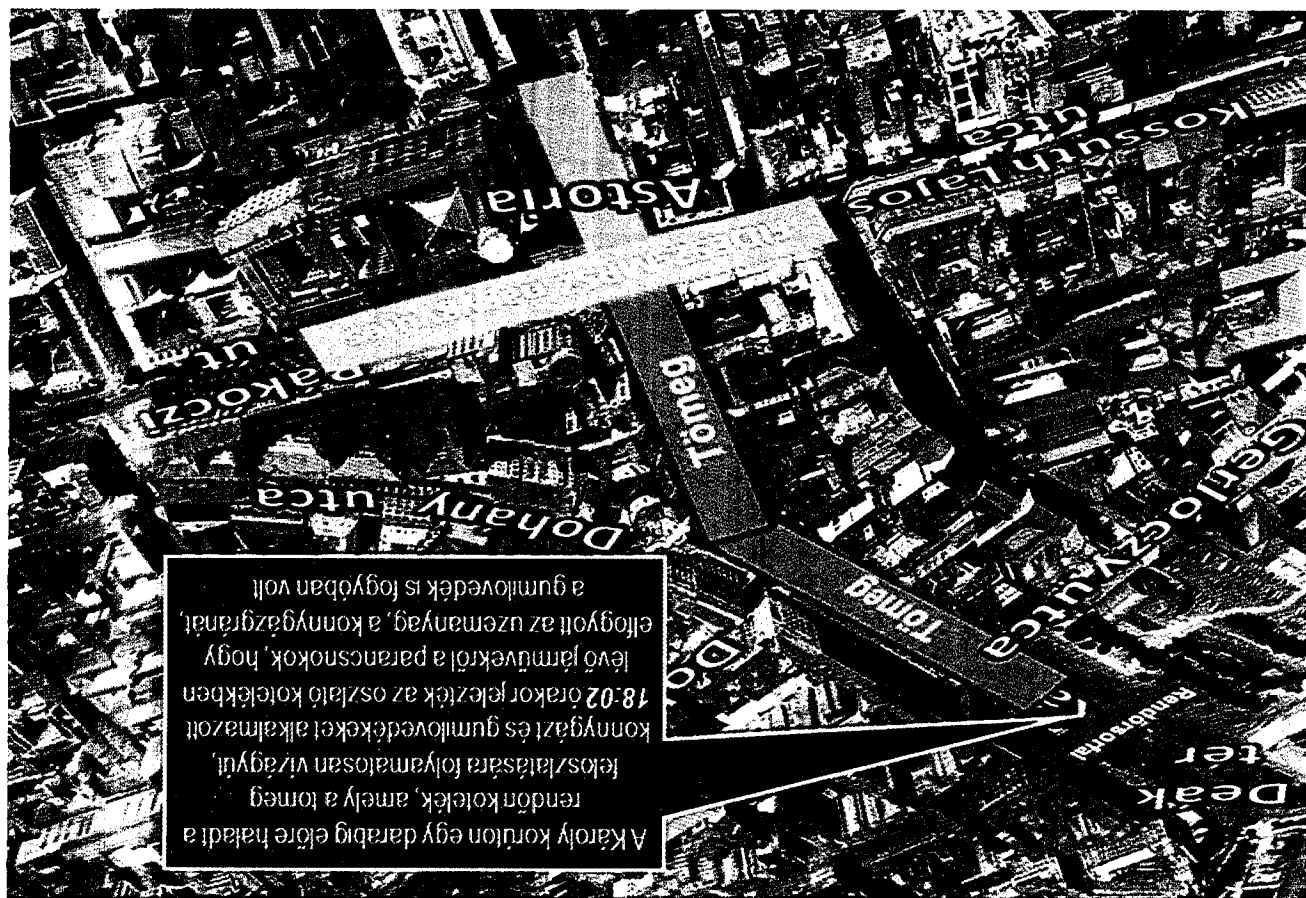 A Károly körúton egy darabig előre haladt a
rendőri kötelék, amely a tömeg
feloszlatására folyamatosan vízágyút,
könnygázt és gumilövedékeket alkalmazott
18:02 órakor jelezték az oszlató kötelékben
lévő járművekről a parancsnokok, hogy
elfogyott az üzemanyag, a könnygázgránát,
a gumilövedék is fogyóban volt
Deák
tér
Rendőrsorfal
Gerlóczy utca
Tömeg
Do
Dohány utca
Tömeg
Rákóczi
út
Kossuth Lajos
utca
Astoria